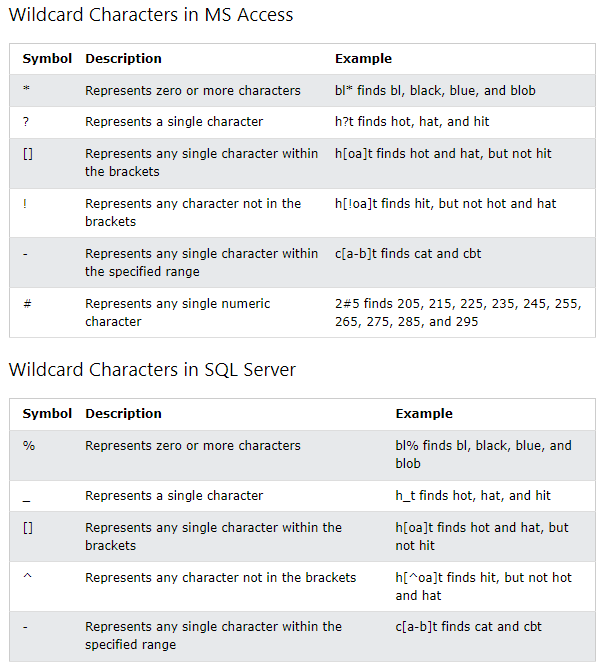 Wildcard Characters in MS Access
Symbol Description Example
* Represents zero or more characters bl* finds bl, black, blue, and blob
? Represents a single character h?t finds hot, hat, and hit
[] Represents any single character within the brackets h[oa]t finds hot and hat, but not hit
! Represents any character not in the brackets h[!oa]t finds hit, but not hot and hat
- Represents any single character within the specified range c[a-b]t finds cat and cbt
# Represents any single numeric character 2#5 finds 205, 215, 225, 235, 245, 255, 265, 275, 285, and 295
Wildcard Characters in SQL Server
Symbol Description Example
% Represents zero or more characters bl% finds bl, black, blue, and blob
_ Represents a single character h_t finds hot, hat, and hit
[] Represents any single character within the brackets h[oa]t finds hot and hat, but not hit
^ Represents any character not in the brackets h[^oa]t finds hit, but not hot and hat
- Represents any single character within the specified range c[a-b]t finds cat and cbt